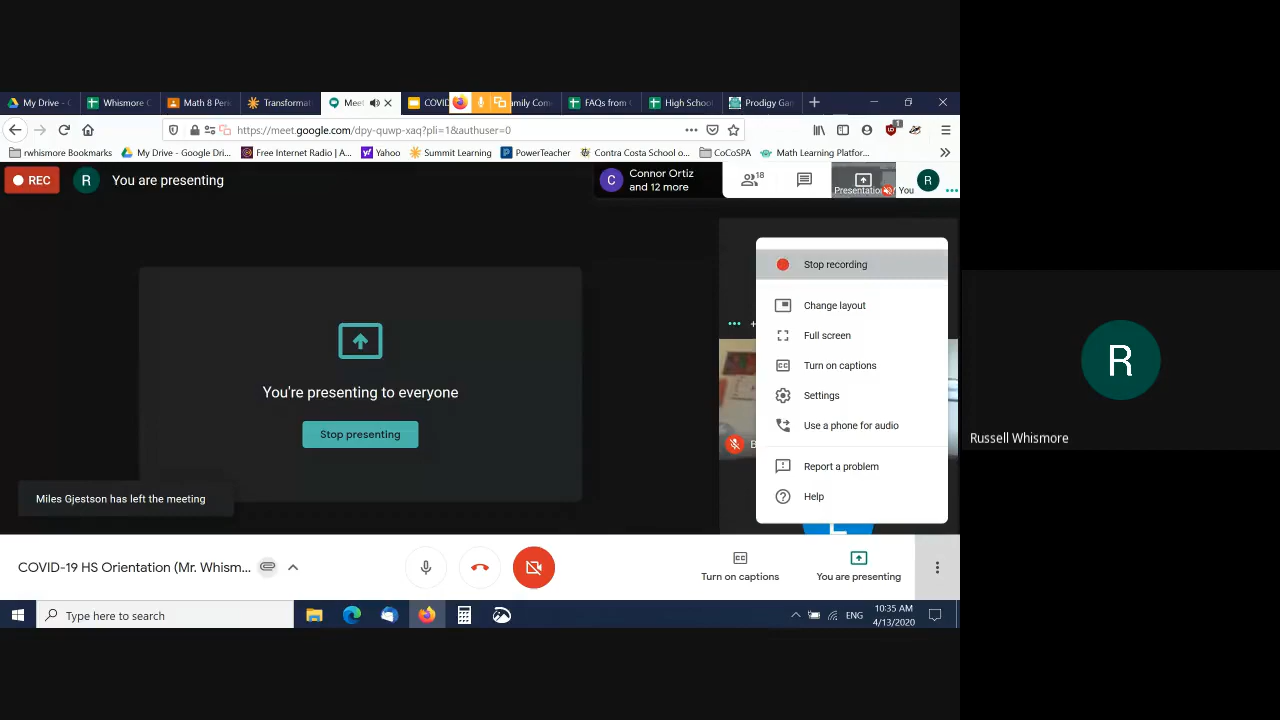 My Drive - G
Whismore C
Math 8 Peri
Transformat
Meet
COVID
amily Com
FAQs from
High School
Prodigy Gam
https://meet.google.com/dpy-quwp-xaq?pli=1&authuser=0
1
rwhismore Bookmarks
My Drive - Google Dri...
Free Internet Radio | A...
Yahoo
Summit Learning
PowerTeacher
Contra Costa School o...
CoCoSPA
Math Learning Platfor...
REC
R
You are presenting
C
Connor Ortiz
and 12 more
18
Presentation
You
R
Stop recording
Change layout
Full screen
Turn on captions
Settings
Use a phone for audio
Report a problem
Help
You're presenting to everyone
Stop presenting
Miles Gjestson has left the meeting
R
Russell Whismore
COVID-19 HS Orientation (Mr. Whism...
Turn on captions
You are presenting
Type here to search
ENG
10:35 AM
4/13/2020